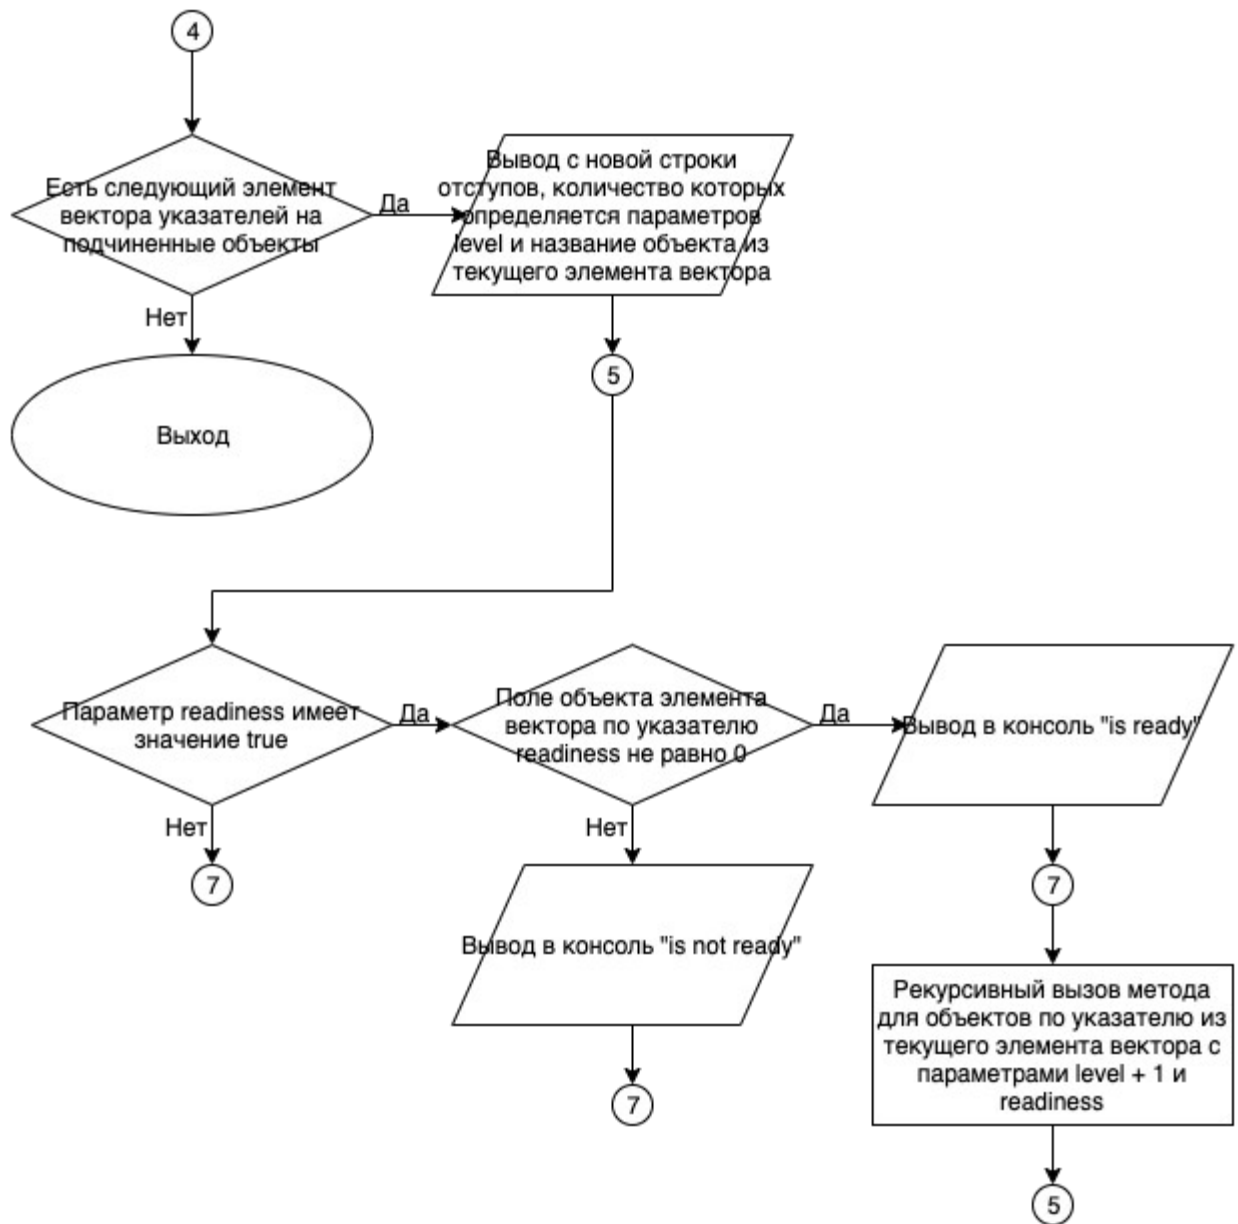 4
Есть следующий элемент
вектора указателей на
подчиненные объекты
Да
Вывод с новой строки
отступов, количество которых
определяется параметров
level и название объекта из
текущего элемента вектора
Нет
Выход
5
Параметр readiness имеет
значение true
Да
Поле объекта элемента
вектора по указателю
readiness не равно 0
Да
Вывод в консоль "is ready"
Нет
7
Нет
Вывод в консоль "is not ready"
7
7
Рекурсивный вызов метода
для объектов по указателю из
текущего элемента вектора с
параметрами level + 1 и
readiness
5